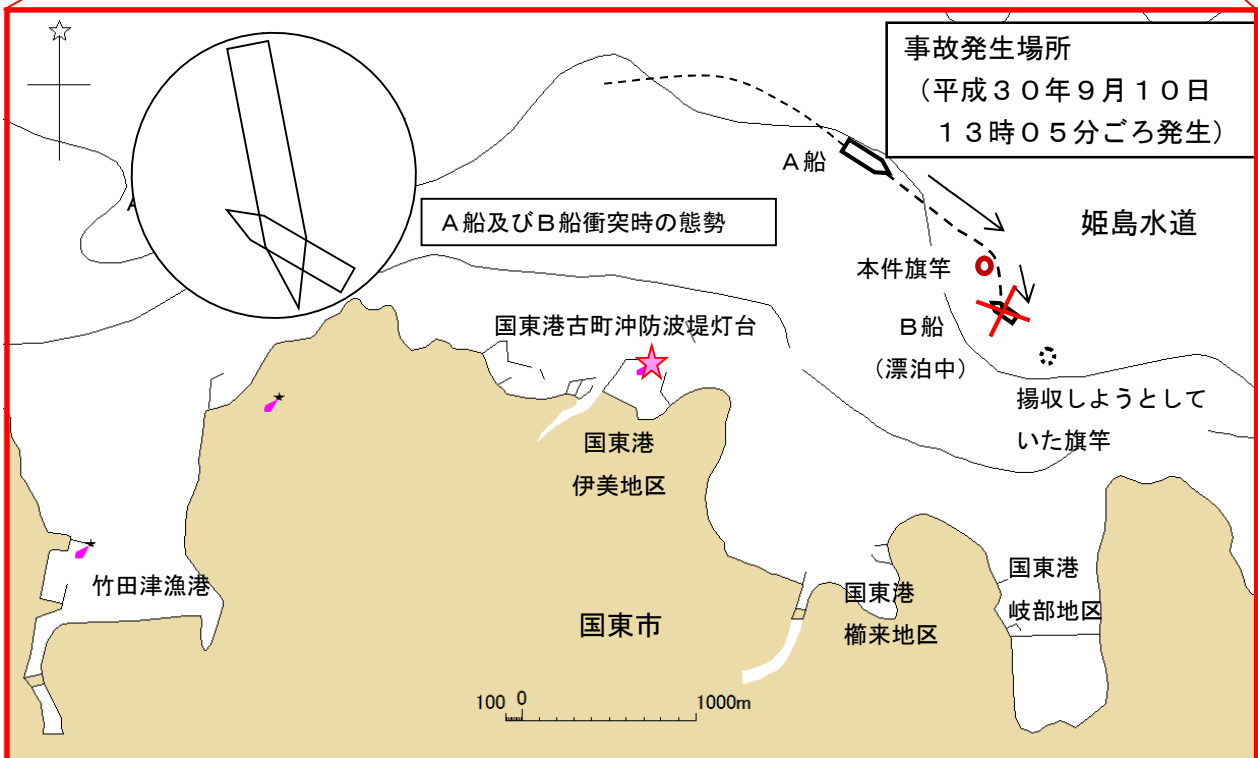 事故発生場所
（平成３０年９月１０日
１３時０５分ごろ発生）
A船
A船及びB船衝突時の態勢
姫島水道
本件旗竿
B船
（漂泊中）
国東港古町沖防波堤灯台
揚収しようとして
いた旗竿
国東港
伊美地区
竹田津漁港
国東市
国東港
櫛来地区
国東港
岐部地区
100 0 1000m